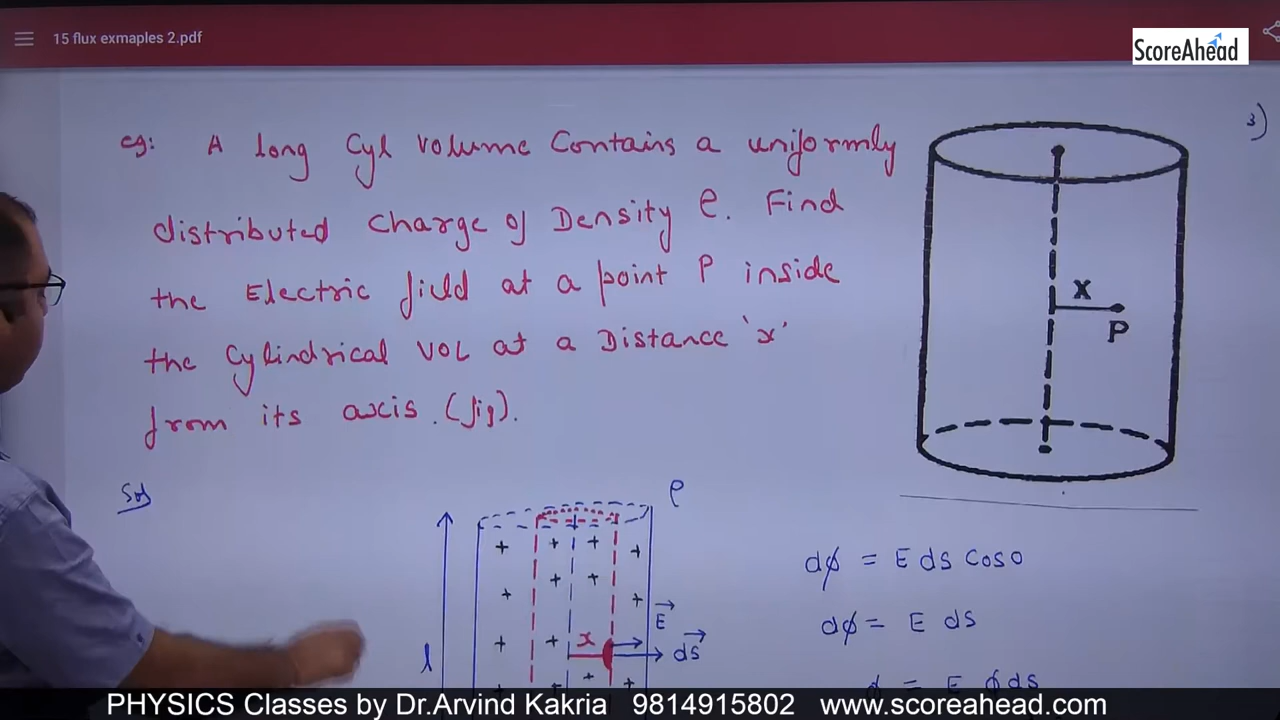 15 flux exmaples 2.pdf
ScoreAhead
3)
eg: A long Cyl volume Contains a uniformly
distributed Charge of Density ρ. Find
the Electric field at a point P inside
the Cylindrical Vol at a Distance 'x'
from its axis. (fig).
X
P
Sol
ρ
l
x
E
ds
dϕ = E ds Cos0
dϕ = E ds
ϕ = E ∮ds
PHYSICS Classes by Dr.Arvind Kakria 9814915802 www.scoreahead.com